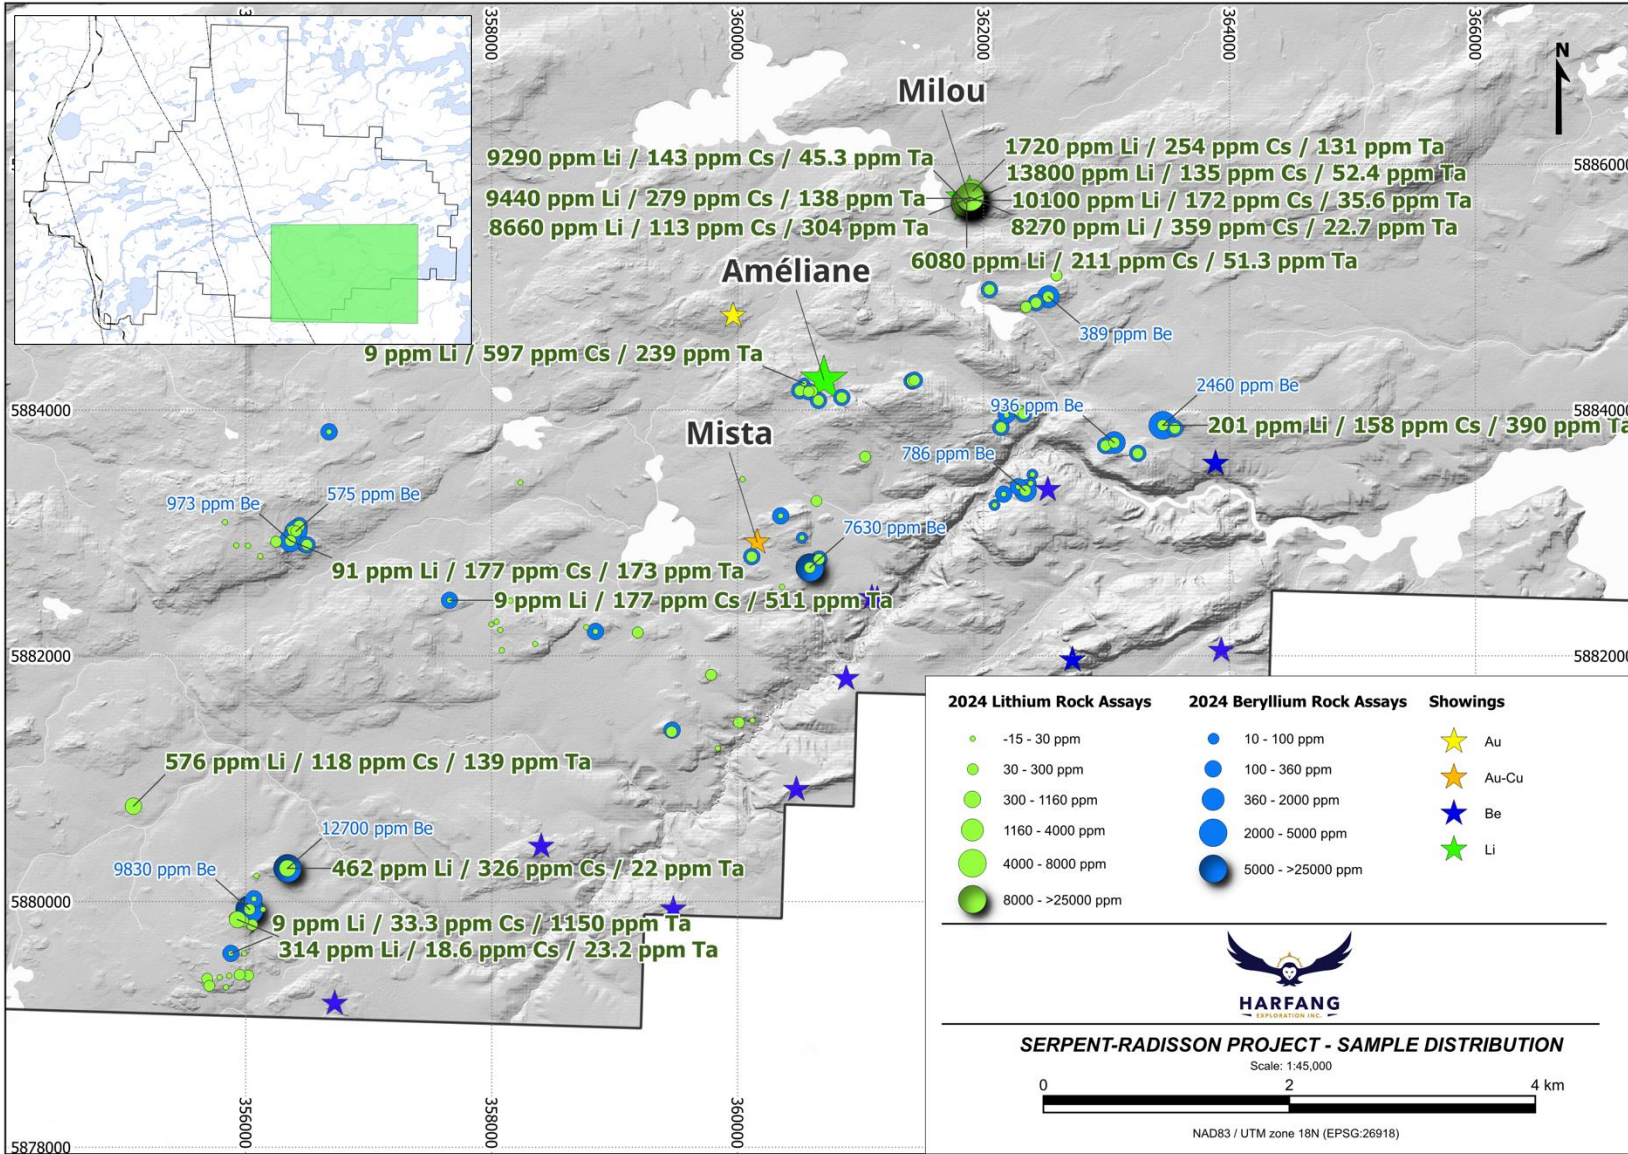 358000
360000
362000
364000
366000
N
Milou
9290 ppm Li / 143 ppm Cs / 45.3 ppm Ta
1720 ppm Li / 254 ppm Cs / 131 ppm Ta
5886000
13800 ppm Li / 135 ppm Cs / 52.4 ppm Ta
9440 ppm Li / 279 ppm Cs / 138 ppm Ta
10100 ppm Li / 172 ppm Cs / 35.6 ppm Ta
8660 ppm Li / 113 ppm Cs / 304 ppm Ta
8270 ppm Li / 359 ppm Cs / 22.7 ppm Ta
6080 ppm Li / 211 ppm Cs / 51.3 ppm Ta
Améliane
389 ppm Be
9 ppm Li / 597 ppm Cs / 239 ppm Ta
2460 ppm Be
5884000
5884000
936 ppm Be
201 ppm Li / 158 ppm Cs / 390 ppm Ta
Mista
786 ppm Be
973 ppm Be
575 ppm Be
7630 ppm Be
91 ppm Li / 177 ppm Cs / 173 ppm Ta
9 ppm Li / 177 ppm Cs / 511 ppm Ta
5882000
5882000
576 ppm Li / 118 ppm Cs / 139 ppm Ta
12700 ppm Be
9830 ppm Be
462 ppm Li / 326 ppm Cs / 22 ppm Ta
5880000
9 ppm Li / 33.3 ppm Cs / 1150 ppm Ta
314 ppm Li / 18.6 ppm Cs / 23.2 ppm Ta
356000
358000
360000
5878000
2024 Lithium Rock Assays
-15 - 30 ppm
30 - 300 ppm
300 - 1160 ppm
1160 - 4000 ppm
4000 - 8000 ppm
8000 - >25000 ppm
2024 Beryllium Rock Assays
10 - 100 ppm
100 - 360 ppm
360 - 2000 ppm
2000 - 5000 ppm
5000 - >25000 ppm
Showings
Au
Au-Cu
Be
Li
HARFANG
EXPLORATION INC.
SERPENT-RADISSON PROJECT - SAMPLE DISTRIBUTION
Scale: 1:45,000
0 2 4 km
NAD83 / UTM zone 18N (EPSG:26918)